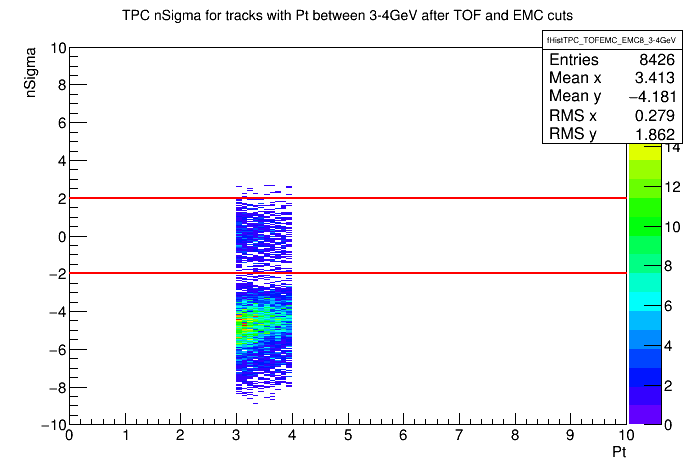 TPC nSigma for tracks with Pt between 3-4GeV after TOF and EMC cuts
fHistTPC_TOFEMC_EMC8_3-4GeV
Entries 8426
Mean x 3.413
Mean y −4.181
RMS x 0.279
RMS y 1.862
nSigma
10
8
6
4
2
0
−2
−4
−6
−8
−10
0 1 2 3 4 5 6 7 8 9 10
Pt
14
12
10
8
6
4
2
0